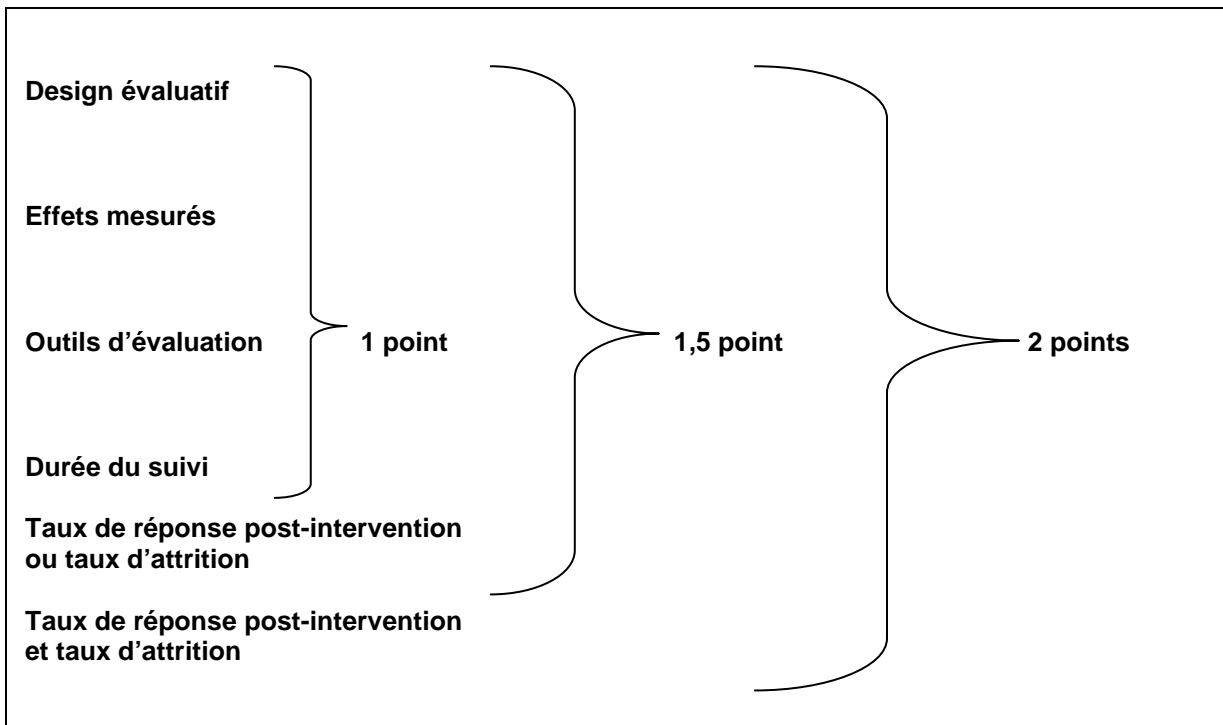 Design évaluatif
Effets mesurés
Outils d’évaluation 1 point 1,5 point 2 points
Durée du suivi
Taux de réponse post-intervention
ou taux d’attrition
Taux de réponse post-intervention
et taux d’attrition